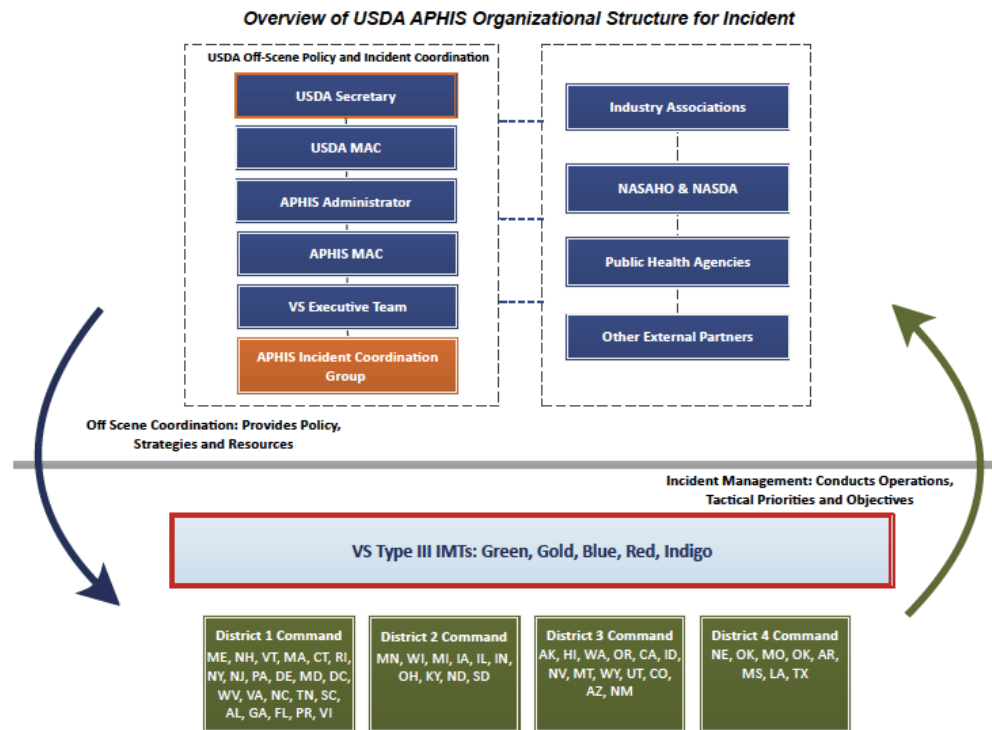 Overview of USDA APHIS Organizational Structure for Incident
USDA Off-Scene Policy and Incident Coordination
USDA Secretary
USDA MAC
APHIS Administrator
APHIS MAC
VS Executive Team
APHIS Incident Coordination
Group
Industry Associations
NASAHO & NASDA
Public Health Agencies
Other External Partners
Off Scene Coordination: Provides Policy,
Strategies and Resources
Incident Management: Conducts Operations,
Tactical Priorities and Objectives
VS Type III IMTs: Green, Gold, Blue, Red, Indigo
District 1 Command
ME, NH, VT, MA, CT, RI,
NY, NJ, PA, DE, MD, DC,
WV, VA, NC, TN, SC,
AL, GA, FL, PR, VI
District 2 Command
MN, WI, MI, IA, IL, IN,
OH, KY, ND, SD
District 3 Command
AK, HI, WA, OR, CA, ID,
NV, MT, WY, UT, CO,
AZ, NM
District 4 Command
NE, OK, MO, OK, AR,
MS, LA, TX